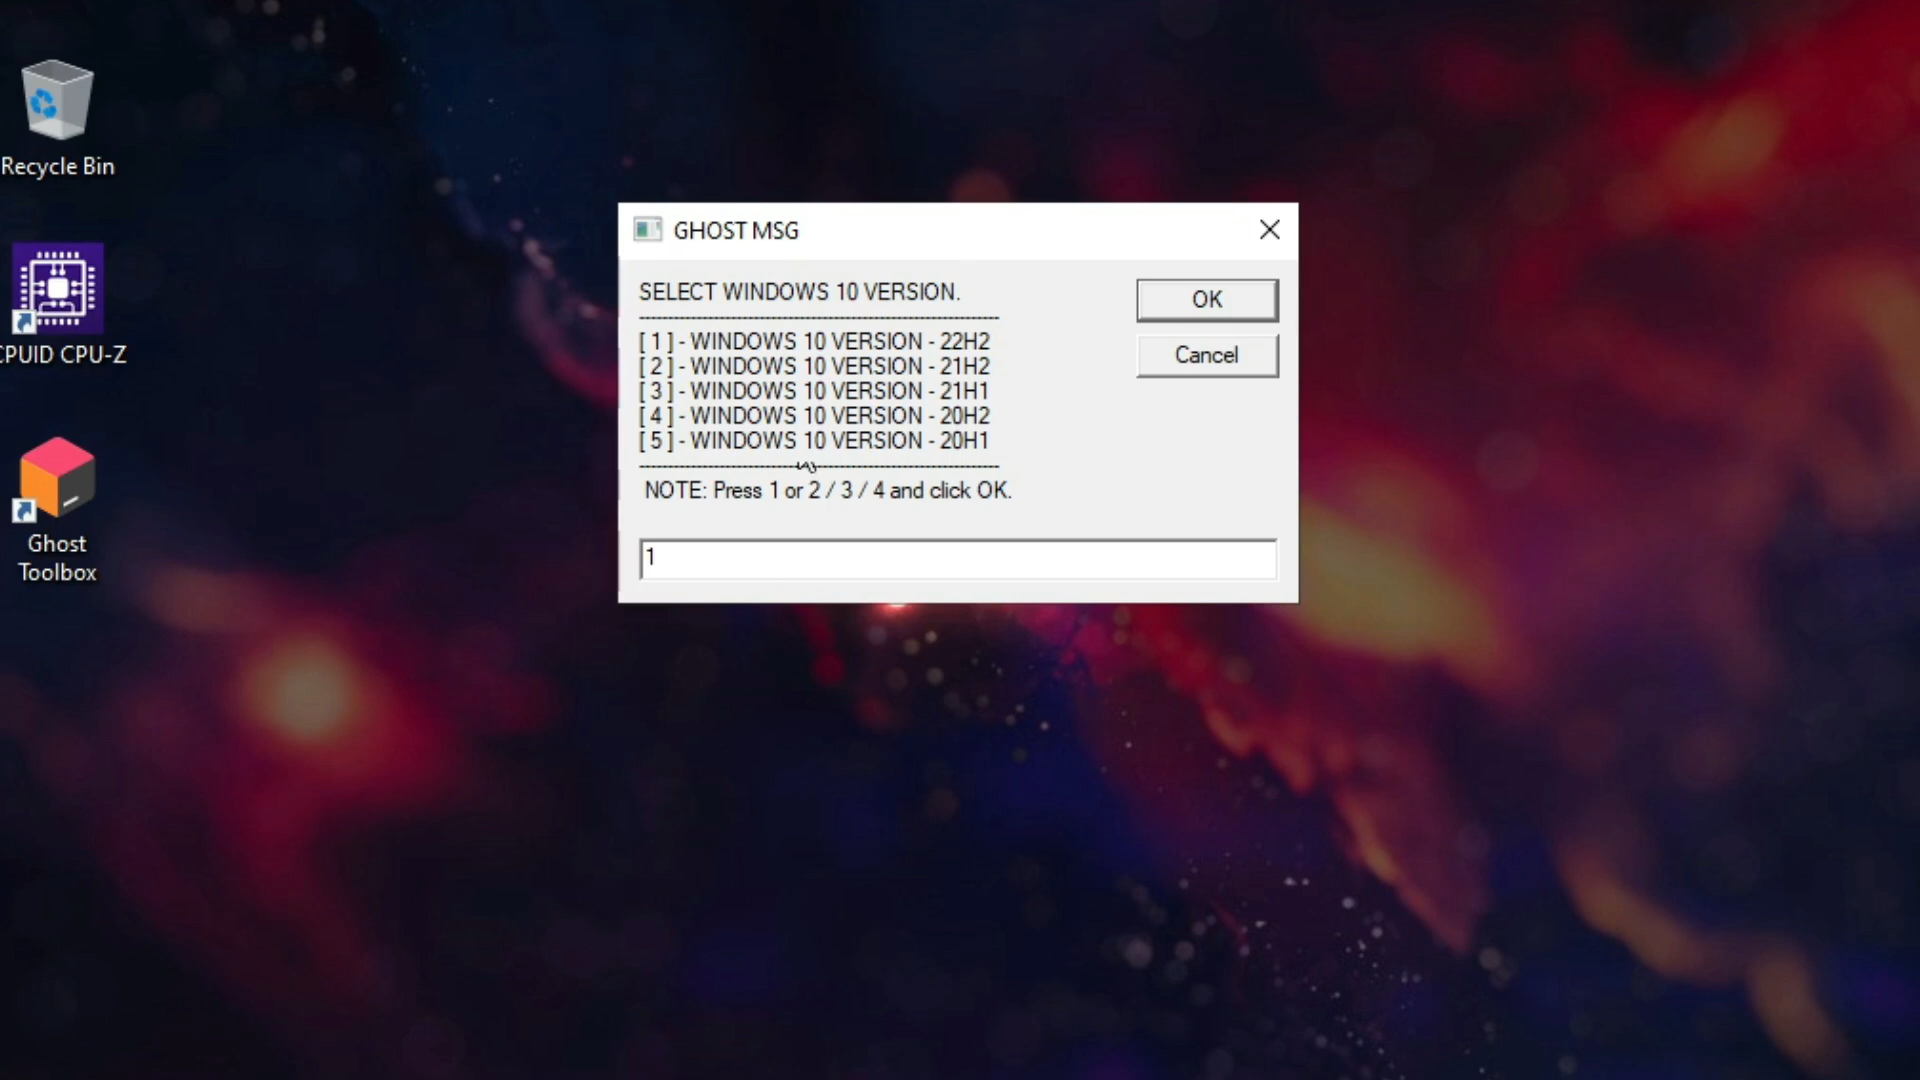 Recycle Bin
CPUID CPU-Z
Ghost
Toolbox
GHOST MSG
SELECT WINDOWS 10 VERSION.
[ 1 ] - WINDOWS 10 VERSION - 22H2
[ 2 ] - WINDOWS 10 VERSION - 21H2
[ 3 ] - WINDOWS 10 VERSION - 21H1
[ 4 ] - WINDOWS 10 VERSION - 20H2
[ 5 ] - WINDOWS 10 VERSION - 20H1
NOTE: Press 1 or 2 / 3 / 4 and click OK.
1
OK
Cancel